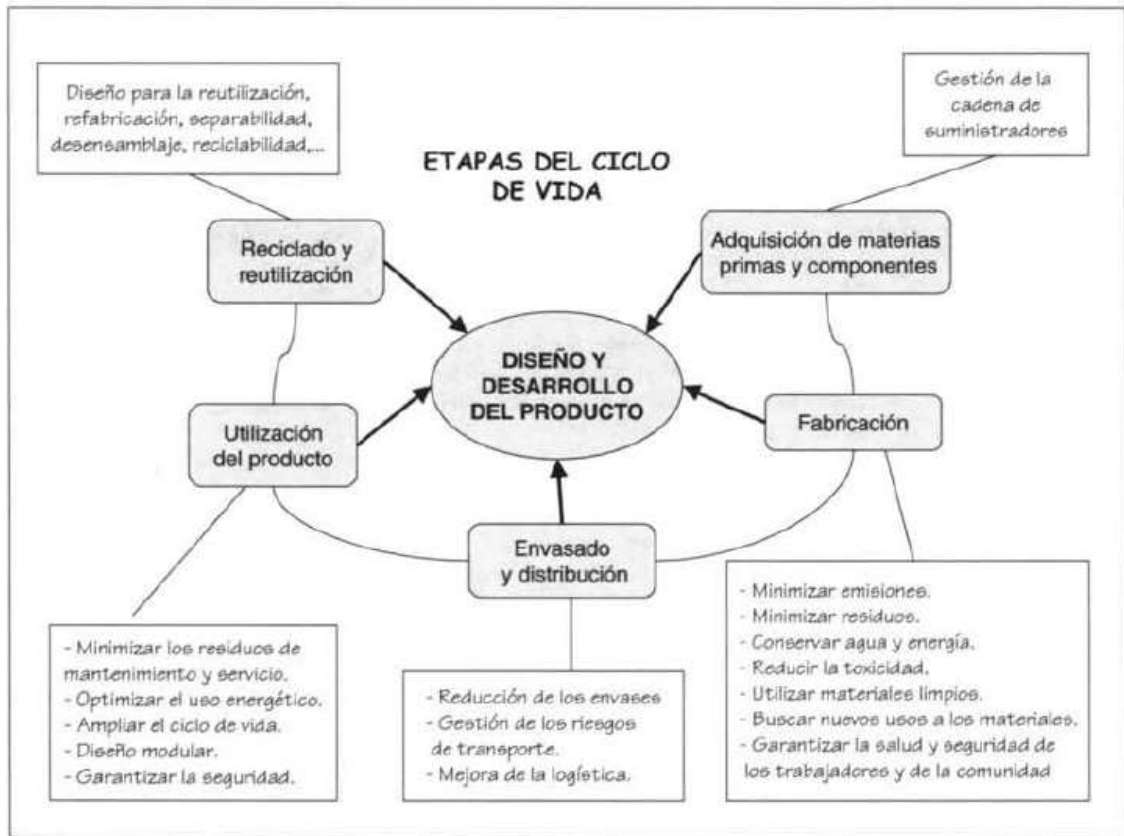 Diseño para la reutilización,
refabricación, separabilidad,
desensamblaje, reciclabilidad,...
Gestión de la
cadena de
suministradores
ETAPAS DEL CICLO
DE VIDA
Reciclado y
reutilización
Adquisición de materias
primas y componentes
DISEÑO Y
DESARROLLO
DEL PRODUCTO
Utilización
del producto
Fabricación
Envasado
y distribución
- Minimizar los residuos de
mantenimiento y servicio.
- Optimizar el uso energético.
- Ampliar el ciclo de vida.
- Diseño modular.
- Garantizar la seguridad.
- Reducción de los envases
- Gestión de los riesgos
de transporte.
- Mejora de la logística.
- Minimizar emisiones.
- Minimizar residuos.
- Conservar agua y energía.
- Reducir la toxicidad.
- Utilizar materiales limpios.
- Buscar nuevos usos a los materiales.
- Garantizar la salud y seguridad de
los trabajadores y de la comunidad